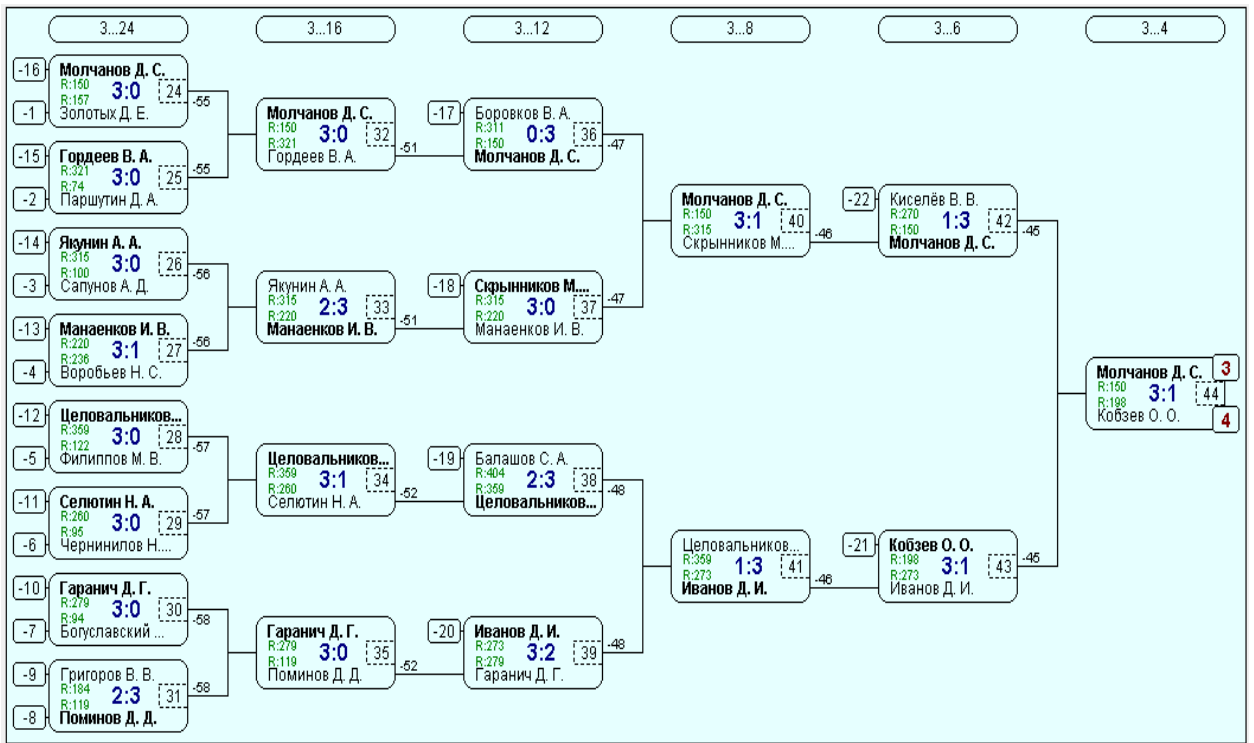 3...24
3...16
3...12
3...8
3...6
3...4
-16
Молчанов Д. С.
R:150
R:157
3:0
24
-55
-1
Золотых Д. Е.
-15
Гордеев В. А.
R:321
R:74
3:0
25
-55
-2
Паршутин Д. А.
-14
Якунин А. А.
R:315
R:100
3:0
26
-56
-3
Сапунов А. Д.
-13
Манаенков И. В.
R:220
R:236
3:1
27
-56
-4
Воробьев Н. С.
-12
Целовальников...
R:359
R:122
3:0
28
-57
-5
Филиппов М. В.
-11
Селютин Н. А.
R:260
R:95
3:0
29
-57
-6
Чернинилов Н....
-10
Гаранич Д. Г.
R:279
R:94
3:0
30
-58
-7
Богуславский ...
-9
Григоров В. В.
R:184
R:119
2:3
31
-58
-8
Поминов Д. Д.
Молчанов Д. С.
R:150
R:321
3:0
32
-51
Гордеев В. А.
Якунин А. А.
R:315
R:220
2:3
33
-51
Манаенков И. В.
Целовальников...
R:359
R:260
3:1
34
-52
Селютин Н. А.
Гаранич Д. Г.
R:279
R:119
3:0
35
-52
Поминов Д. Д.
-17
Боровков В. А.
R:311
R:150
0:3
36
-47
Молчанов Д. С.
-18
Скрынников М....
R:315
R:220
3:0
37
-47
Манаенков И. В.
-19
Балашов С. А.
R:404
R:359
2:3
38
-48
Целовальников...
-20
Иванов Д. И.
R:273
R:279
3:2
39
-48
Гаранич Д. Г.
Молчанов Д. С.
R:150
R:315
3:1
40
-46
Скрынников М....
Целовальников...
R:359
R:273
1:3
41
-46
Иванов Д. И.
-22
Киселёв В. В.
R:270
R:150
1:3
42
-45
Молчанов Д. С.
-21
Кобзев О. О.
R:198
R:273
3:1
43
-45
Иванов Д. И.
Молчанов Д. С.
3
R:150
R:198
3:1
44
Кобзев О. О.
4